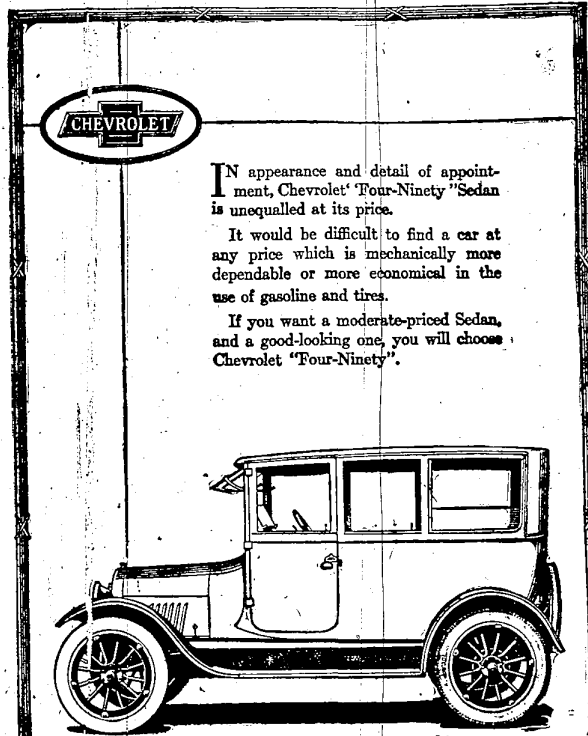 CHEVROLET
IN appearance and detail of appoint-
ment, Chevrolet‘ ‘Four-Ninety ”Sedan
is unequalled at its price.
It would be difficult to find a car at
any price which is mechanically more
dependable or more economical in the
use of gasoline and tires.
If you want a moderate-priced Sedan,
and a good-looking one, you will choose
Chevrolet “Four-Ninety”.